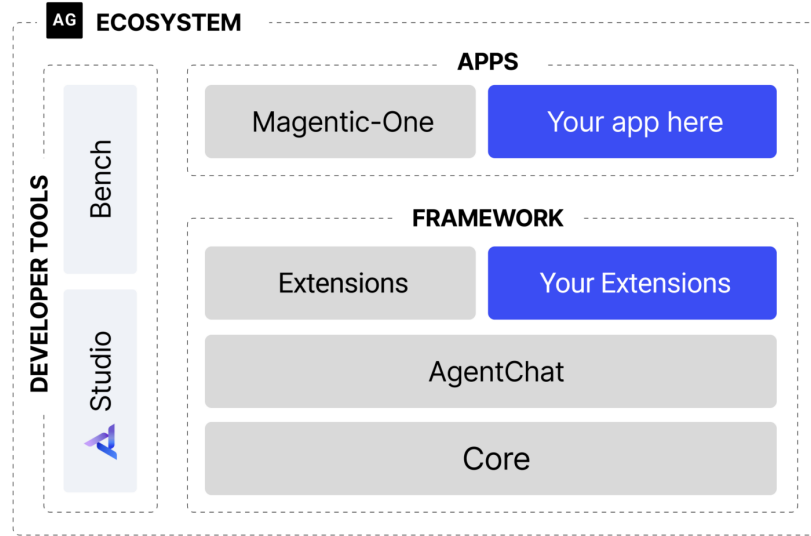 AG ECOSYSTEM
DEVELOPER TOOLS
Bench
Studio
APPS
Magentic-One
Your app here
FRAMEWORK
Extensions
Your Extensions
AgentChat
Core